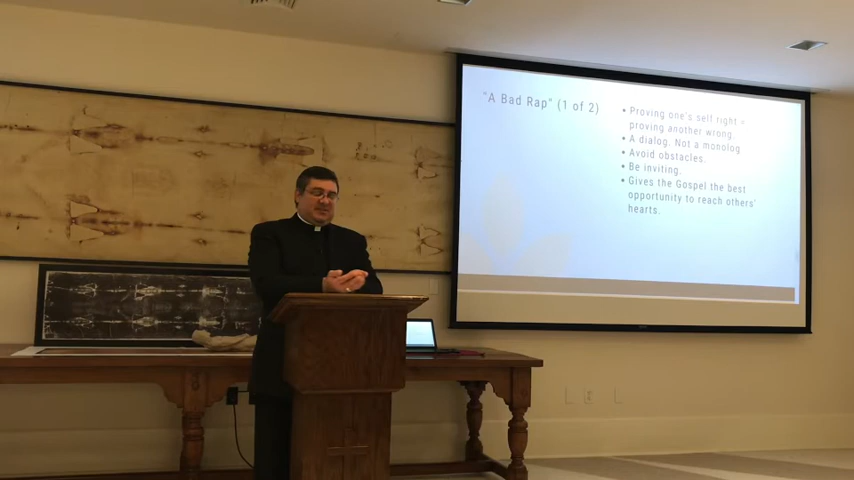 "A Bad Rap" (1 of 2)
• Proving one's self right =
proving another wrong.
• A dialog. Not a monolog.
• Avoid obstacles.
• Be inviting.
• Gives the Gospel the best
opportunity to reach others'
hearts.